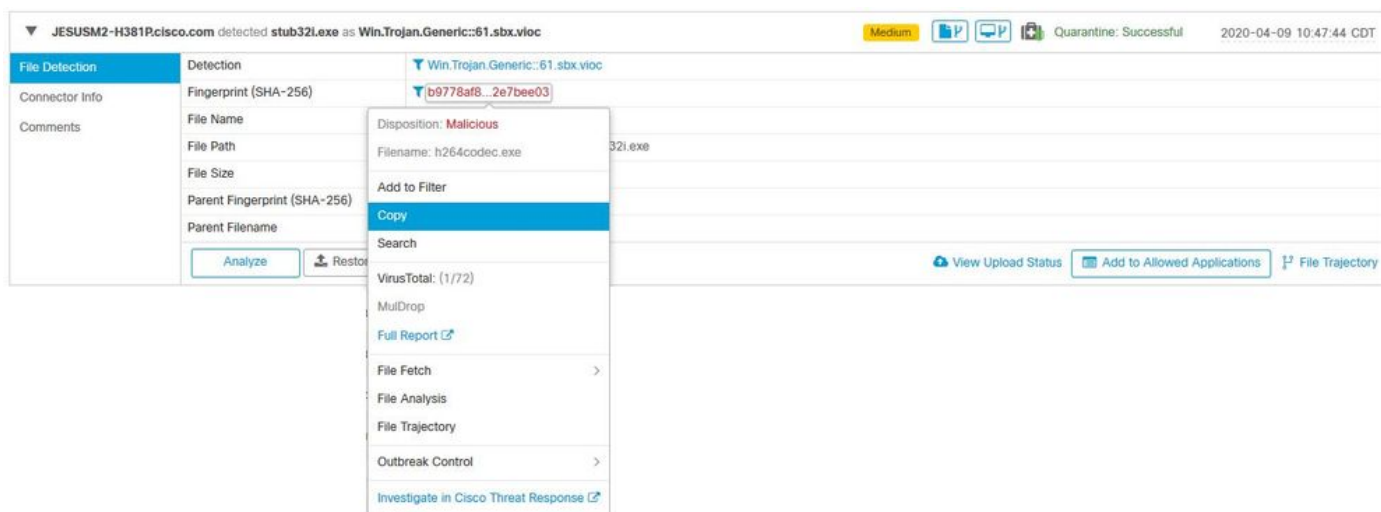 JESUSM2-H381P.cisco.com detected stub32i.exe as Win.Trojan.Generic::61.sbx.vioc
Medium
Quarantine: Successful
2020-04-09 10:47:44 CDT
File Detection
Connector Info
Comments
Detection
Win.Trojan.Generic::61.sbx.vioc
Fingerprint (SHA-256)
b9778af8...2e7bee03
File Name
File Path
32i.exe
File Size
Parent Fingerprint (SHA-256)
Parent Filename
Analyze
Restor
View Upload Status
Add to Allowed Applications
File Trajectory
Disposition: Malicious
Filename: h264codec.exe
Add to Filter
Copy
Search
VirusTotal: (1/72)
MulDrop
Full Report
File Fetch
File Analysis
File Trajectory
Outbreak Control
Investigate in Cisco Threat Response